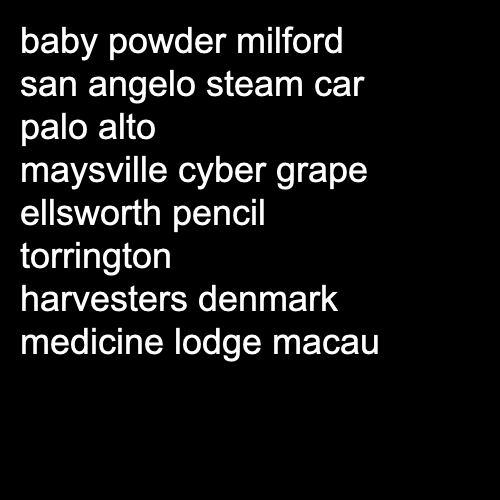 baby powder milford
san angelo steam car
palo alto
maysville cyber grape
ellsworth pencil
torrington
harvesters denmark
medicine lodge macau